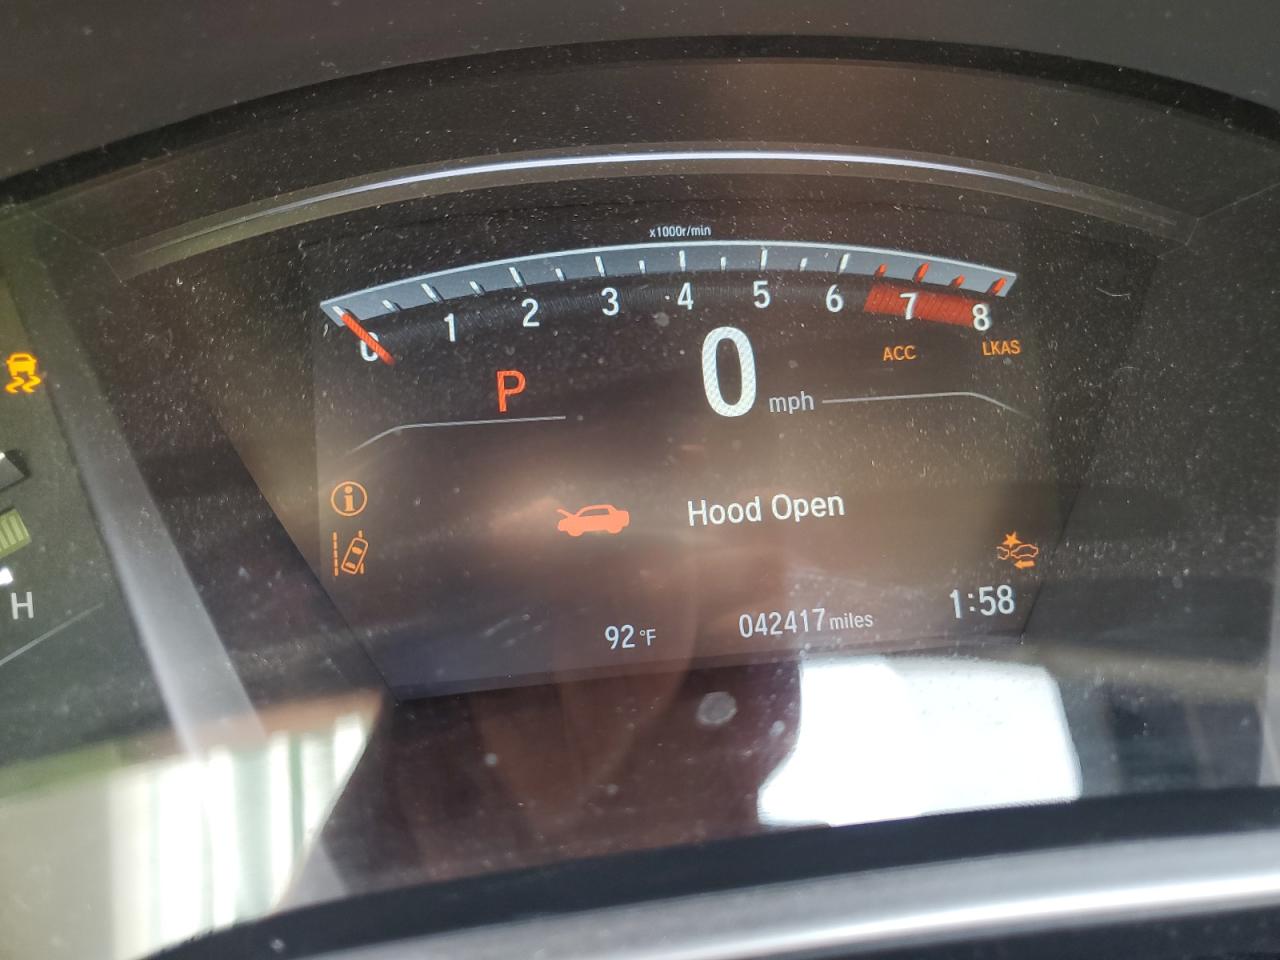 x1000r/min
0 1 2 3 4 5 6 7 8
P
0 mph
ACC
LKAS
Hood Open
H
92°F
042417 miles
1:58